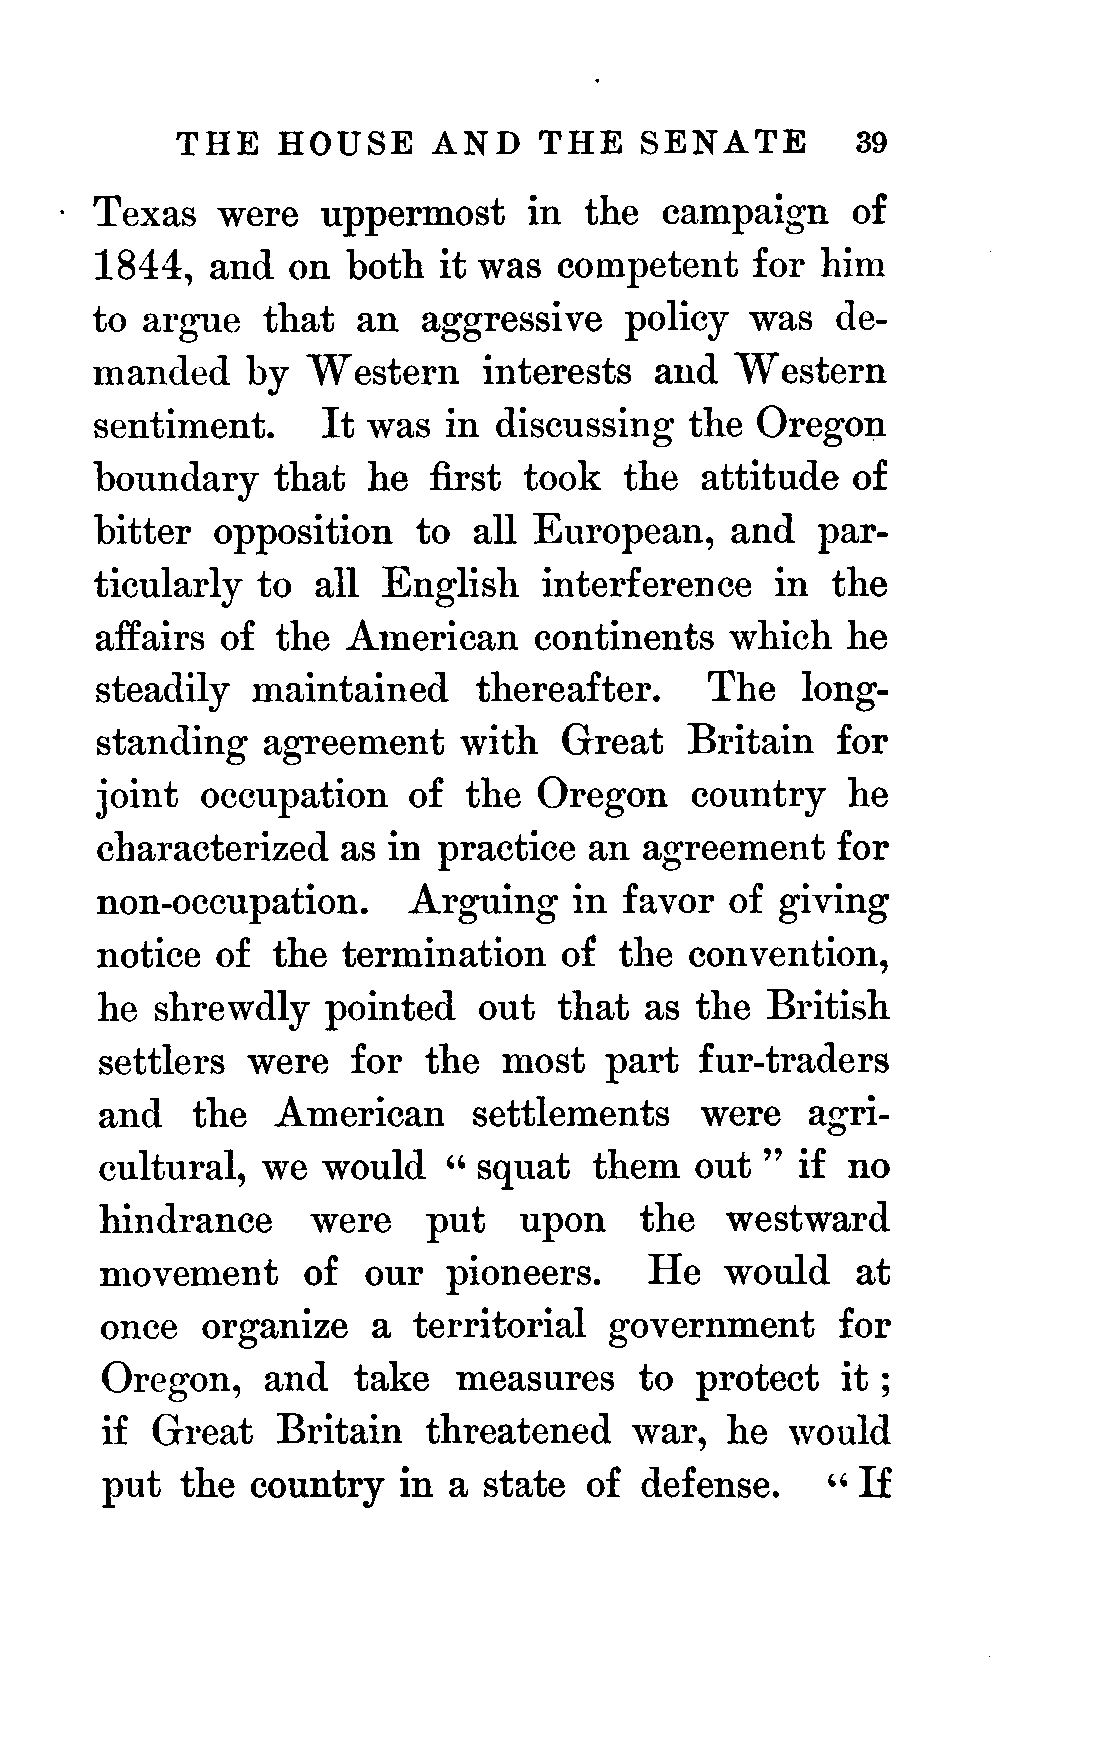 THE HOUSE AND THE SENATE 39
Texas were uppermost in the campaign of
1844, and on both it was competent for him
to argue that an aggressive policy was de-
manded by Western interests and Western
sentiment. It was in discussing the Oregon
boundary that he first took the attitude of
bitter opposition to all European, and par-
ticularly to all English interference in the
affairs of the American continents which he
steadily maintained thereafter. The long-
standing agreement with Great Britain for
joint occupation of the Oregon country he
characterized as in practice an agreement for
non-occupation. Arguing in favor of giving
notice of the termination of the convention,
he shrewdly pointed out that as the British
settlers were for the most part fur-traders
and the American settlements were agri-
cultural, we would “ squat them out ” if no
hindrance were put upon the westward
movement of our pioneers. He would at
once organize a territorial government for
Oregon, and take measures to protect it ;
if Great Britain threatened war, he would
put the country in a state of defense. “ If